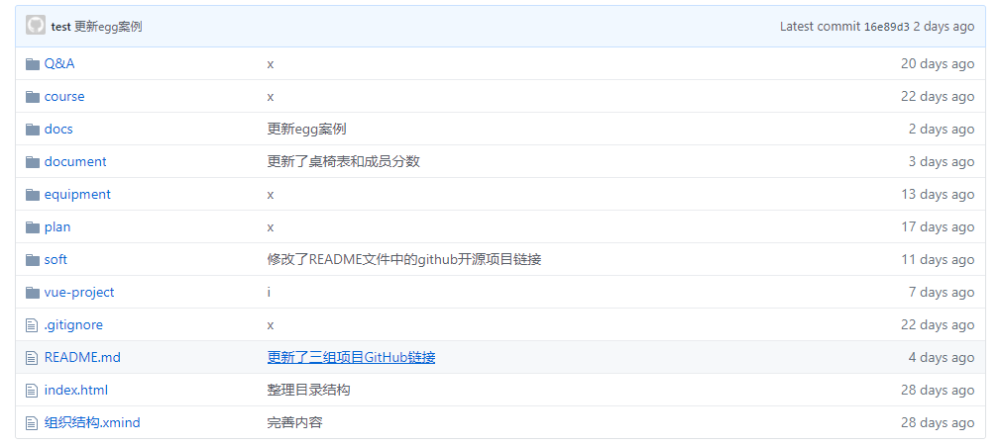 test 更新egg案例 Latest commit 16e89d3 2 days ago
Q&A x 20 days ago
course x 22 days ago
docs 更新egg案例 2 days ago
document 更新了桌椅表和成员分数 3 days ago
equipment x 13 days ago
plan x 17 days ago
soft 修改了README文件中的github开源项目链接 11 days ago
vue-project i 7 days ago
.gitignore x 22 days ago
README.md 更新了三组项目GitHub链接 4 days ago
index.html 整理目录结构 28 days ago
组织结构.xmind 完善内容 28 days ago